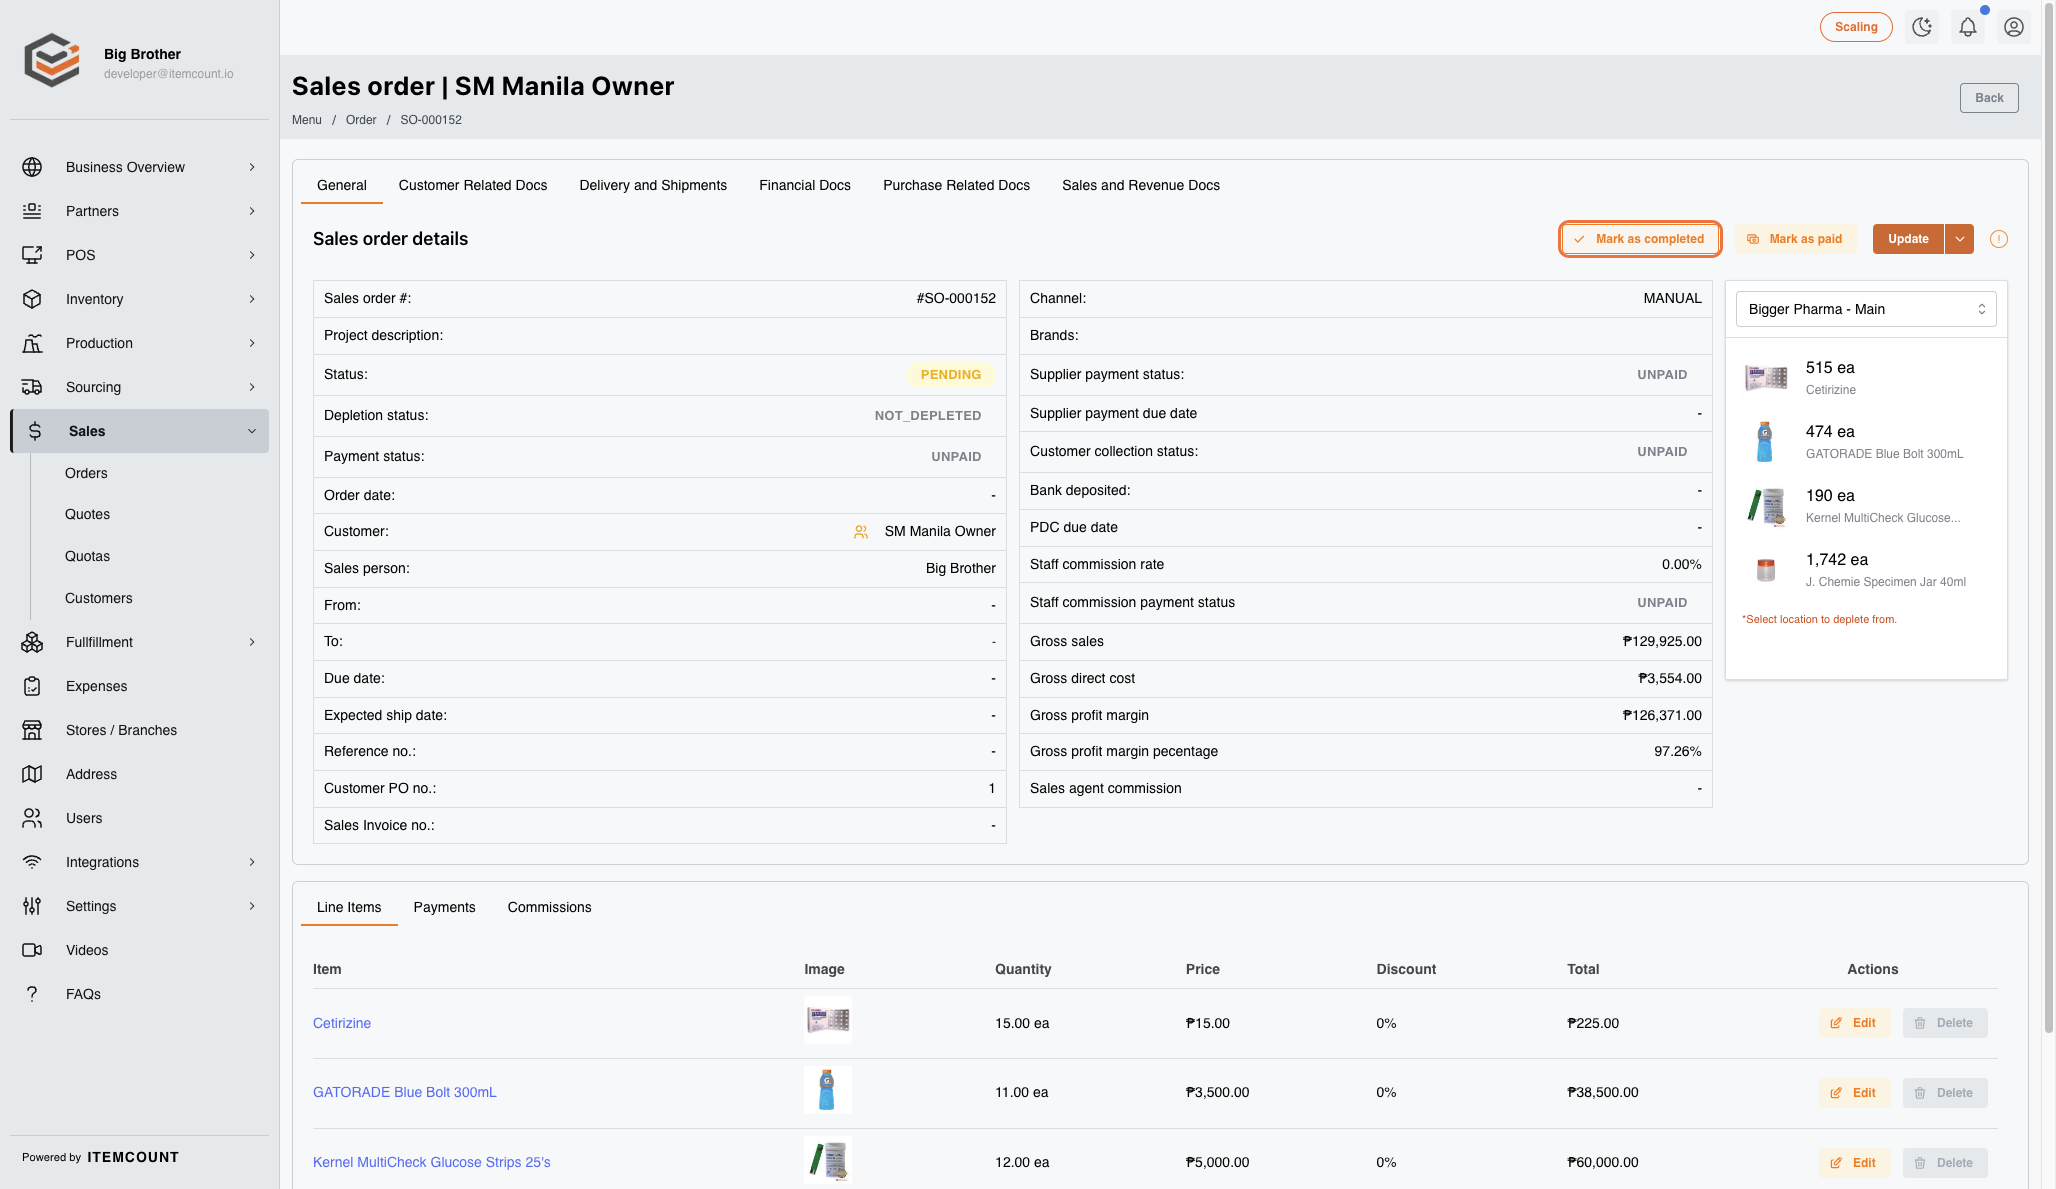 Big Brother
developer@itemcount.io
Business Overview
Partners
POS
Inventory
Production
Sourcing
Sales
Orders
Quotes
Quotas
Customers
Fullfillment
Expenses
Stores / Branches
Address
Users
Integrations
Settings
Videos
FAQs
Powered by ITEMCOUNT
Scaling
Sales order | SM Manila Owner
Menu / Order / SO-000152
Back
General Customer Related Docs Delivery and Shipments Financial Docs Purchase Related Docs Sales and Revenue Docs
Sales order details
Mark as completed Mark as paid Update
Sales order #: #SO-000152
Project description:
Status: PENDING
Depletion status: NOT_DEPLETED
Payment status: UNPAID
Order date: -
Customer: SM Manila Owner
Sales person: Big Brother
From: -
To: -
Due date: -
Expected ship date: -
Reference no.: -
Customer PO no.: 1
Sales Invoice no.: -
Channel: MANUAL
Brands:
Supplier payment status: UNPAID
Supplier payment due date -
Customer collection status: UNPAID
Bank deposited: -
PDC due date -
Staff commission rate 0.00%
Staff commission payment status UNPAID
Gross sales ₱129,925.00
Gross direct cost ₱3,554.00
Gross profit margin ₱126,371.00
Gross profit margin pecentage 97.26%
Sales agent commission -
Bigger Pharma - Main
515 ea
Cetirizine
474 ea
GATORADE Blue Bolt 300mL
190 ea
Kernel MultiCheck Glucose...
1,742 ea
J. Chemie Specimen Jar 40ml
*Select location to deplete from.
Line Items Payments Commissions
Item Image Quantity Price Discount Total Actions
Cetirizine 15.00 ea ₱15.00 0% ₱225.00 Edit Delete
GATORADE Blue Bolt 300mL 11.00 ea ₱3,500.00 0% ₱38,500.00 Edit Delete
Kernel MultiCheck Glucose Strips 25's 12.00 ea ₱5,000.00 0% ₱60,000.00 Edit Delete